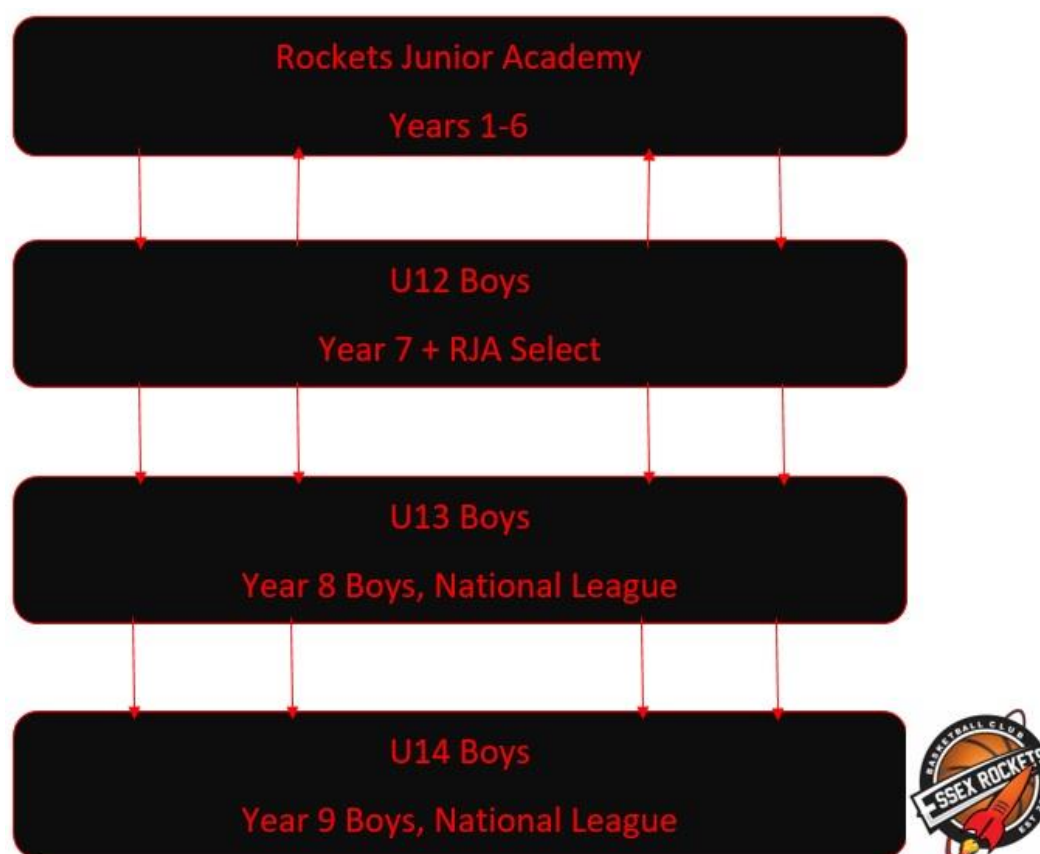 Rockets Junior Academy
Years 1-6
U12 Boys
Year 7 + RJA Select
U13 Boys
Year 8 Boys, National League
U14 Boys
Year 9 Boys, National League
BASKETBALL CLUB
ESSEX ROCKETS
EST